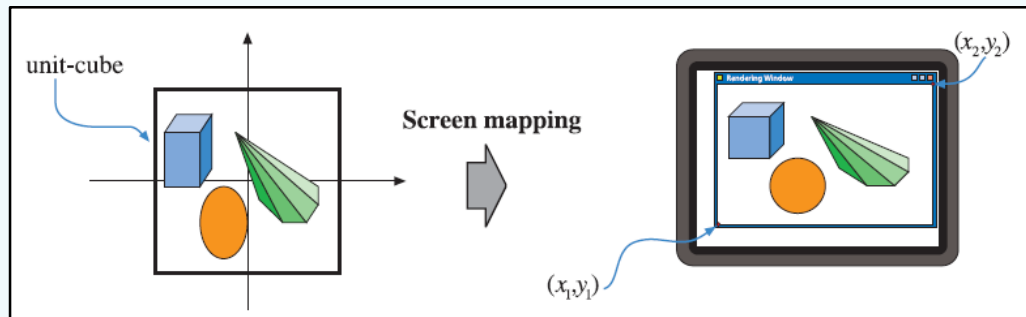 unit-cube
Screen mapping
(x₂,y₂)
Rendering Window
(x₁,y₁)